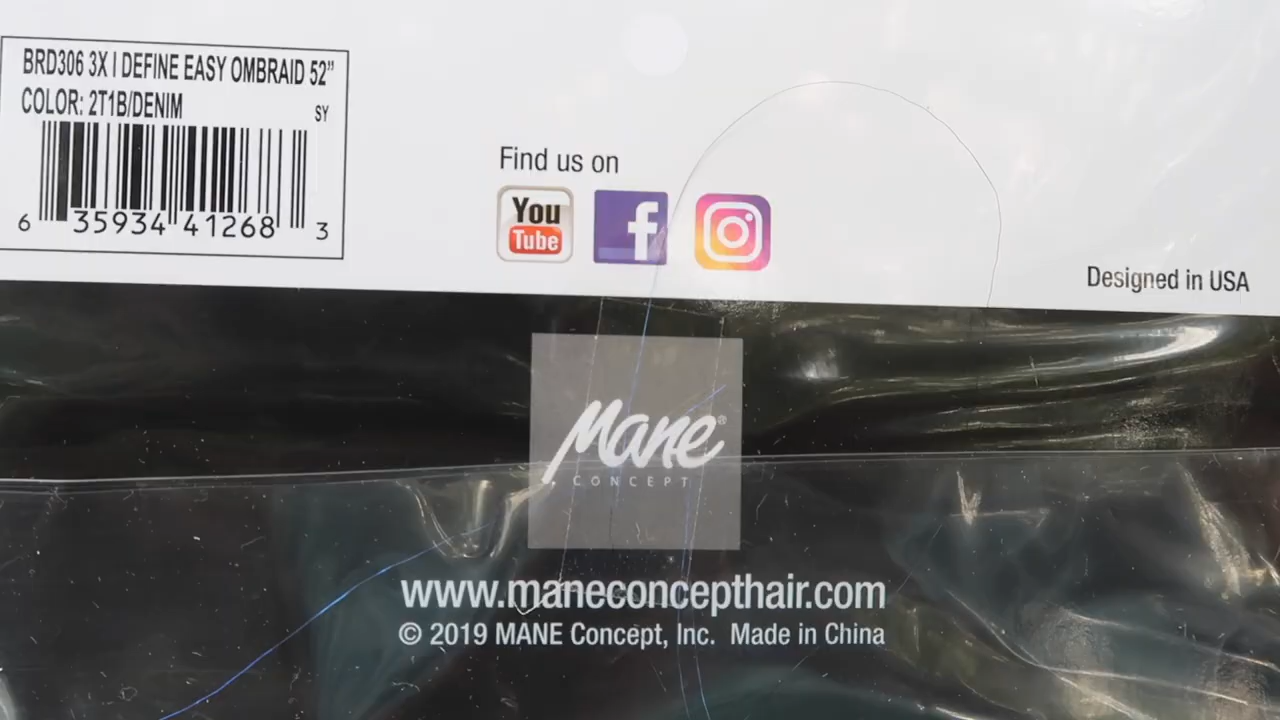 BRD306 3X I DEFINE EASY OMBRAID 52”
COLOR: 2T1B/DENIM
SY
6 35934 41268 3
Find us on
You
Tube
f
Designed in USA
Mane®
CONCEPT
www.maneconcepthair.com
© 2019 MANE Concept, Inc. Made in China